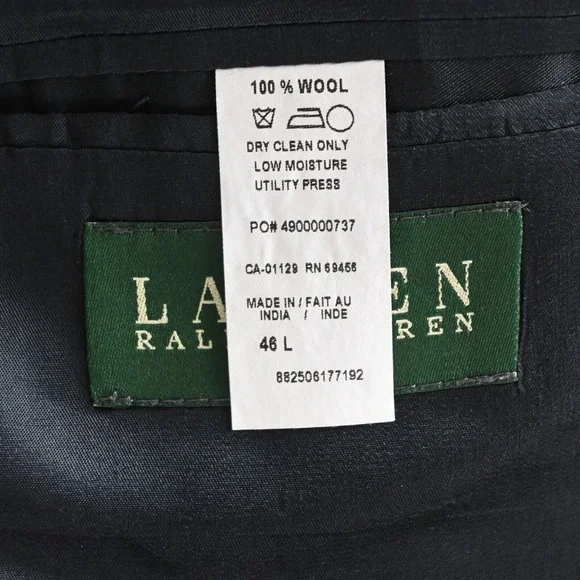 100 % WOOL
DRY CLEAN ONLY
LOW MOISTURE
UTILITY PRESS
PO# 4900000737
CA-01129 RN 69456
MADE IN / FAIT AU
INDIA / INDE
46 L
882506177192
LA EN
RAL REN